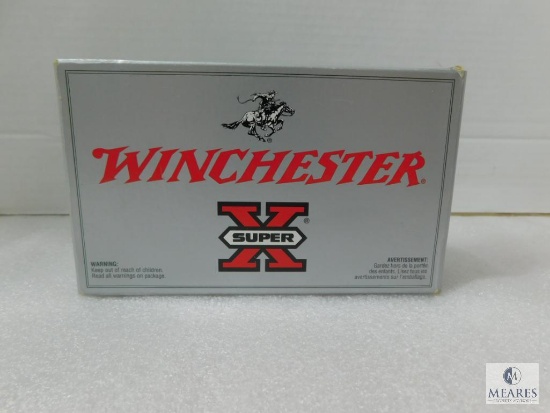 WINCHESTER®
X
SUPER
®
WARNING:
Keep out of reach of children.
Read all warnings on package.
AVERTISSEMENT:
Garder hors de la portée
des enfants. Lire tous les
avertissements sur l'emballage.
M
MEARES